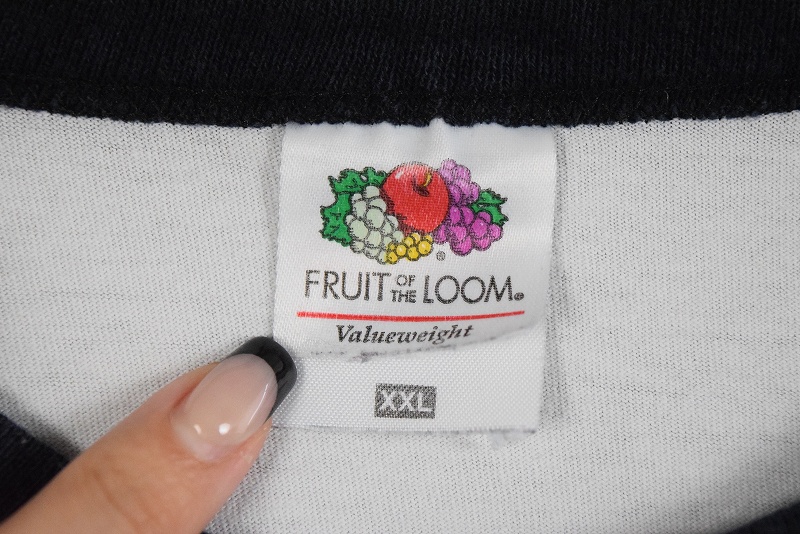 FRUIT OF THE LOOM®
Valueweight
XXL